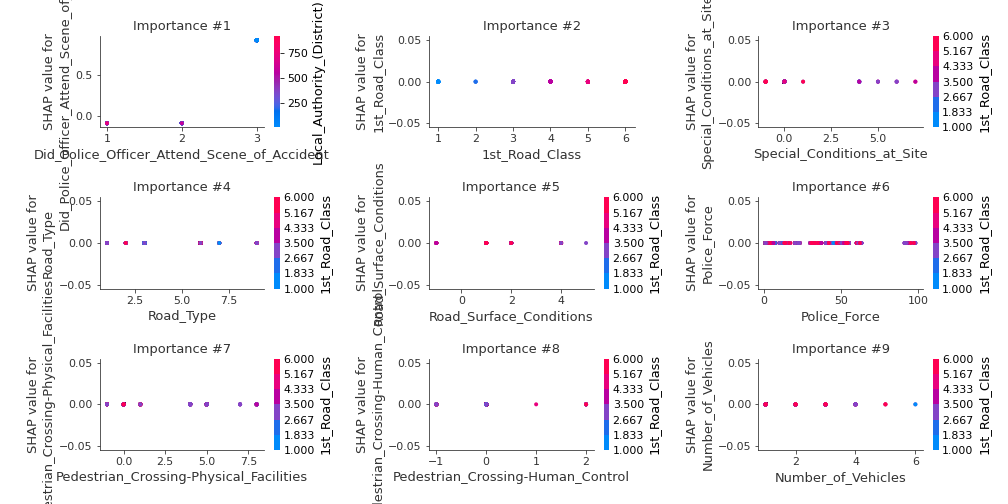 Importance #1
SHAP value for
Did_Police_Officer_Attend_Scene_of
0.5
0.0
1
2
3
Did_Police_Officer_Attend_Scene_of_Accident
750
500
250
Local_Authority_(District)
Importance #2
SHAP value for
1st_Road_Class
0.05
0.00
−0.05
1
2
3
4
5
6
1st_Road_Class
Importance #3
SHAP value for
Special_Conditions_at_Site
0.05
0.00
−0.05
0.0
5.0
Special_Conditions_at_Site
6.000
5.167
4.333
3.500
2.667
1.833
1.000
1st_Road_Class
Importance #4
SHAP value for
Road_Type
0.05
0.00
−0.05
2.5
5.0
7.5
Road_Type
6.000
5.167
4.333
3.500
2.667
1.833
1.000
1st_Road_Class
Importance #5
SHAP value for
Road_Surface_Conditions
0.05
0.00
−0.05
0
2
4
Road_Surface_Conditions
6.000
5.167
4.333
3.500
2.667
1.833
1.000
1st_Road_Class
Importance #6
SHAP value for
Police_Force
0.05
0.00
−0.05
0
50
100
Police_Force
6.000
5.167
4.333
3.500
2.667
1.833
1.000
1st_Road_Class
Importance #7
SHAP value for
estrian_Crossing-Physical_Facilities
0.05
0.00
−0.05
0.0
2.5
5.0
7.5
Pedestrian_Crossing-Physical_Facilities
6.000
5.167
4.333
3.500
2.667
1.833
1.000
1st_Road_Class
Importance #8
SHAP value for
destrian_Crossing-Human_Control
0.05
0.00
−0.05
−1
0
1
2
Pedestrian_Crossing-Human_Control
6.000
5.167
4.333
3.500
2.667
1.833
1.000
1st_Road_Class
Importance #9
SHAP value for
Number_of_Vehicles
0.05
0.00
−0.05
2
4
6
Number_of_Vehicles
6.000
5.167
4.333
3.500
2.667
1.833
1.000
1st_Road_Class